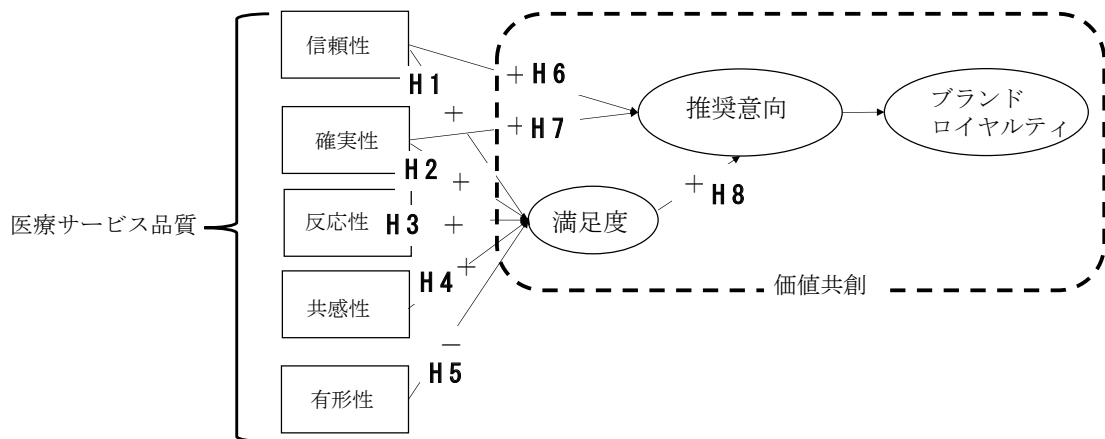 信頼性
H1
+H6
+
推奨意向
ブランド
ロイヤルティ
確実性
+H7
H2
+
+H8
医療サービス品質
反応性
H3
+
満足度
共感性
H4
+
価値共創
−
H5
有形性